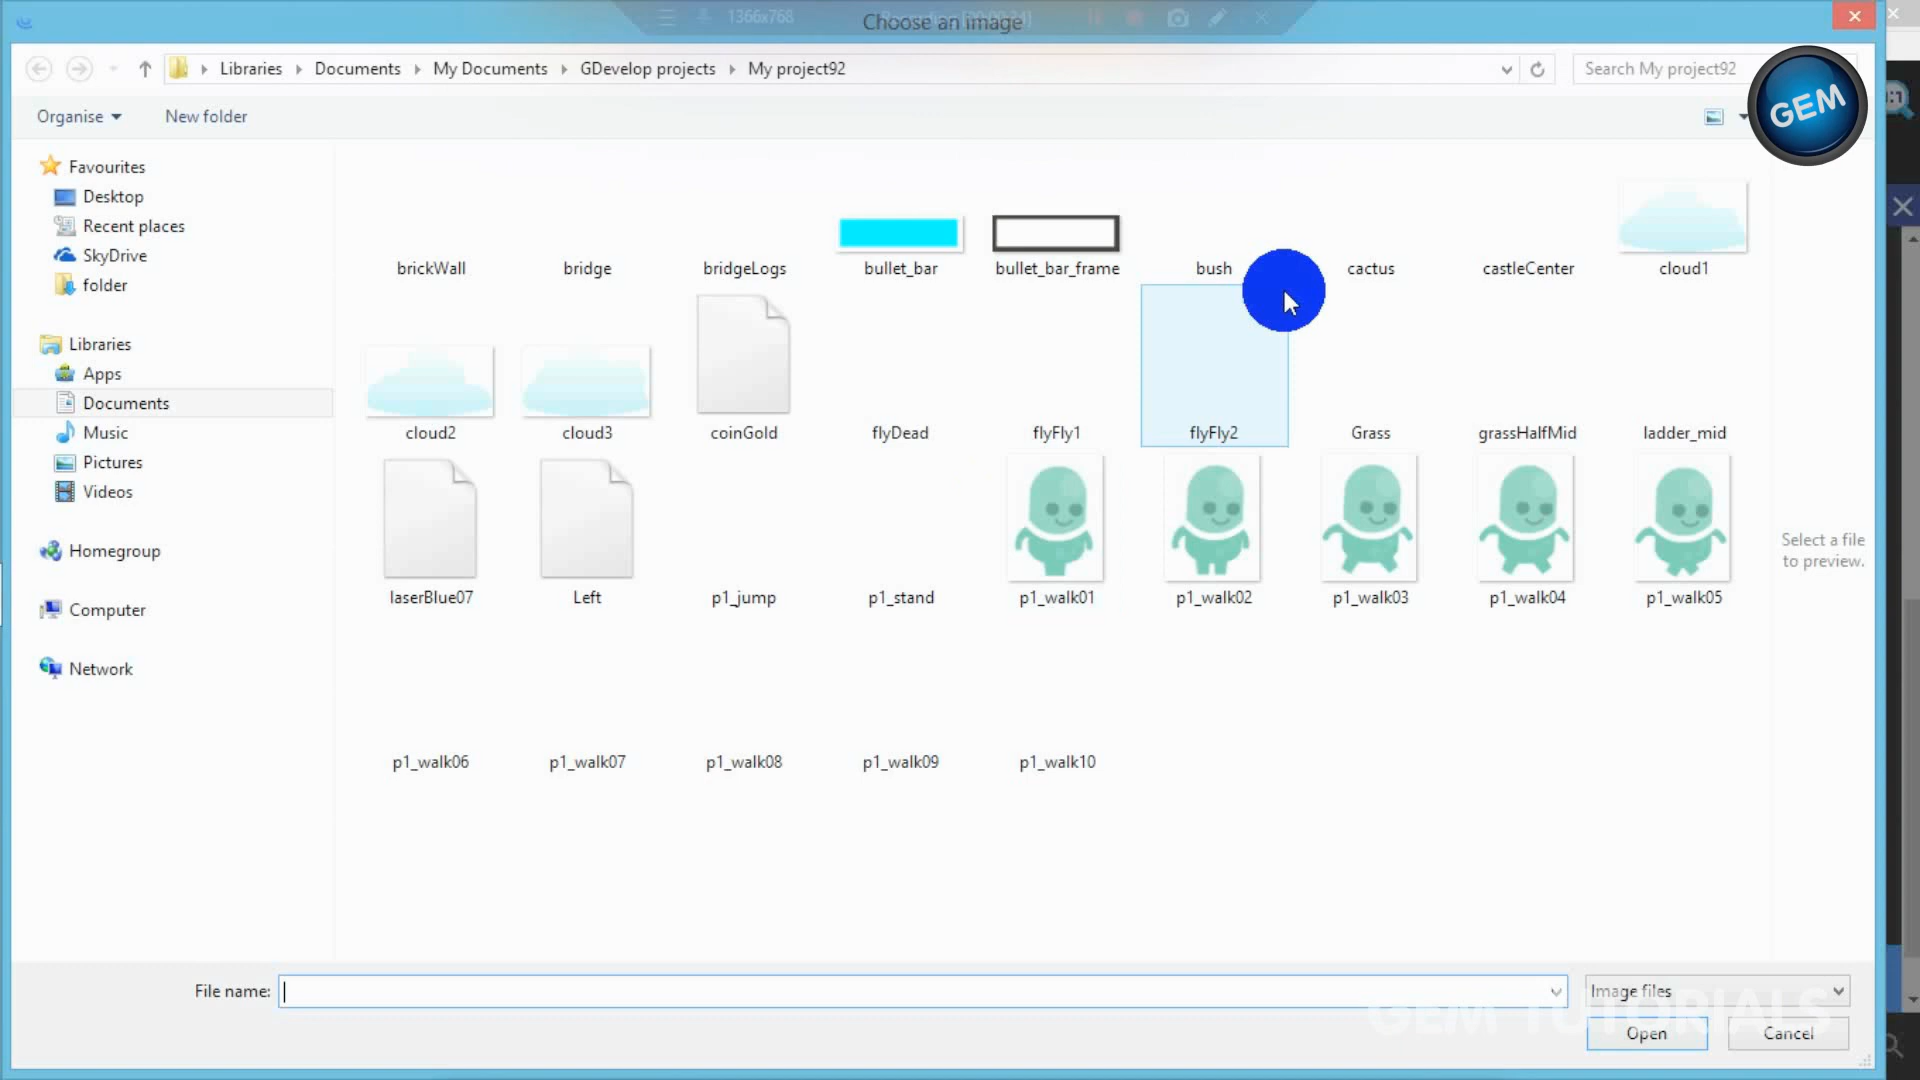 1366x768
Choose an image
Libraries Documents My Documents GDevelop projects My project92
Search My project92
GEM
Organise New folder
Favourites
Desktop
Recent places
SkyDrive
folder
Libraries
Apps
Documents
Music
Pictures
Videos
Homegroup
Computer
Network
brickWall bridge bridgeLogs bullet_bar bullet_bar_frame bush cactus castleCenter cloud1
cloud2 cloud3 coinGold flyDead flyFly1 flyFly2 Grass grassHalfMid ladder_mid
laserBlue07 Left p1_jump p1_stand p1_walk01 p1_walk02 p1_walk03 p1_walk04 p1_walk05
p1_walk06 p1_walk07 p1_walk08 p1_walk09 p1_walk10
Select a file
to preview.
File name:
Image files
GEM TUTORIALS
Open Cancel